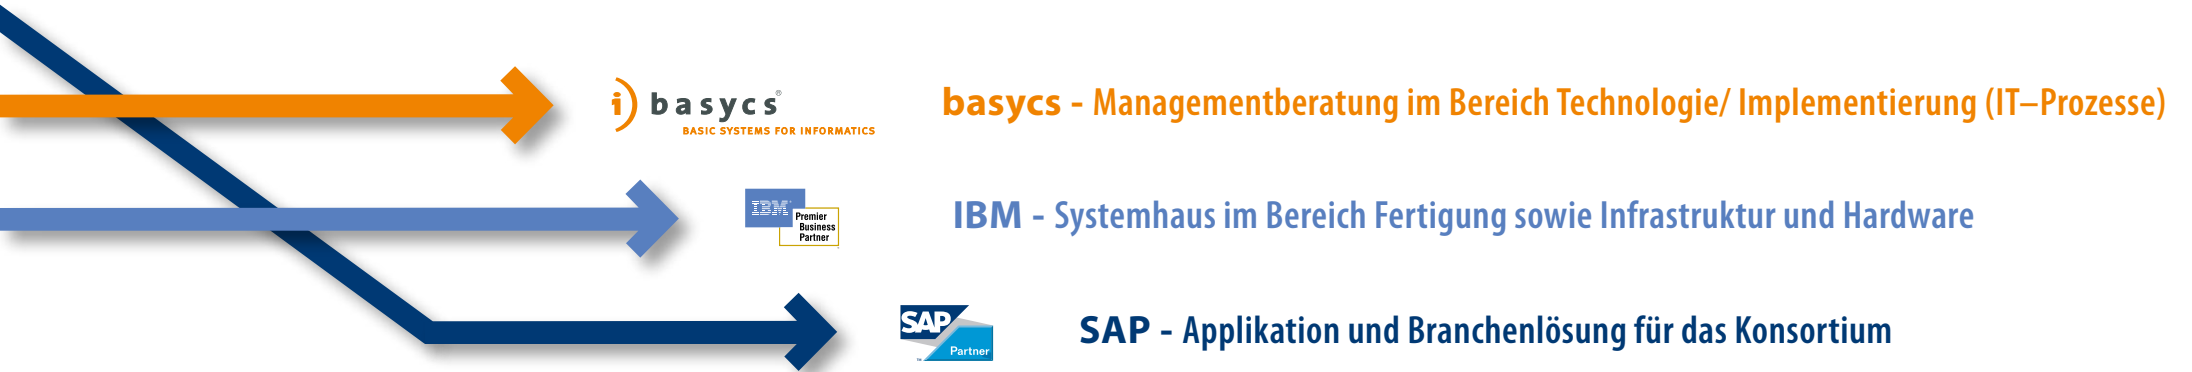 i) basycs®
BASIC SYSTEMS FOR INFORMATICS
basycs - Managementberatung im Bereich Technologie/ Implementierung (IT–Prozesse)
IBM
Premier
Business
Partner
IBM - Systemhaus im Bereich Fertigung sowie Infrastruktur und Hardware
SAP
Partner
SAP - Applikation und Branchenlösung für das Konsortium